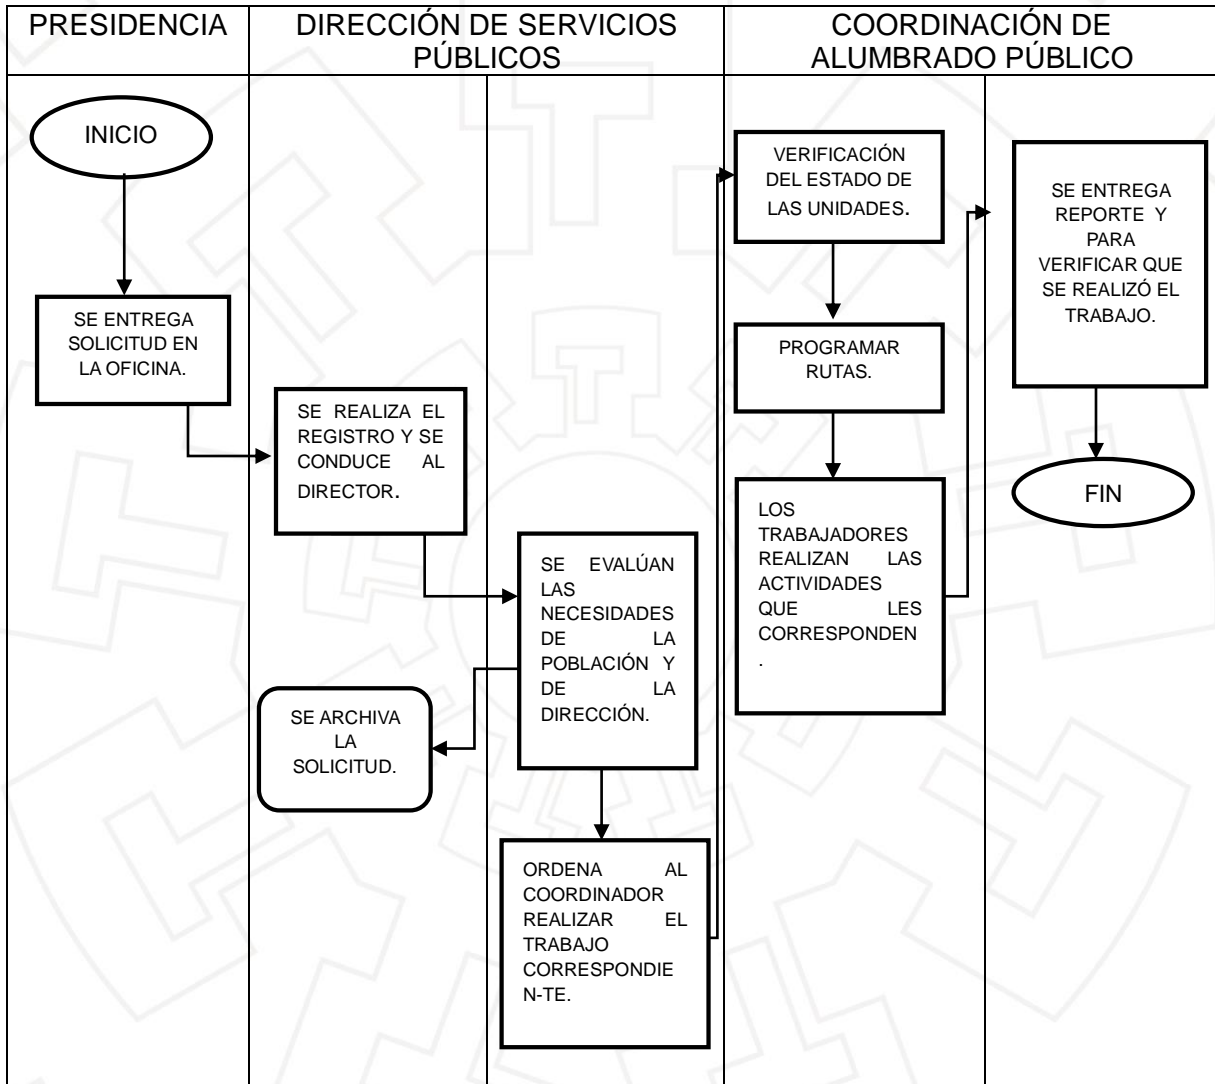 PRESIDENCIA
DIRECCIÓN DE SERVICIOS
PÚBLICOS
COORDINACIÓN DE
ALUMBRADO PÚBLICO
INICIO
SE ENTREGA
SOLICITUD EN
LA OFICINA.
SE REALIZA EL
REGISTRO Y SE
CONDUCE AL
DIRECTOR.
SE EVALÚAN
LAS
NECESIDADES
DE LA
POBLACIÓN Y
DE LA
DIRECCIÓN.
SE ARCHIVA
LA
SOLICITUD.
ORDENA AL
COORDINADOR
REALIZAR EL
TRABAJO
CORRESPONDIE
N-TE.
VERIFICACIÓN
DEL ESTADO DE
LAS UNIDADES.
PROGRAMAR
RUTAS.
LOS
TRABAJADORES
REALIZAN LAS
ACTIVIDADES
QUE LES
CORRESPONDEN
.
SE ENTREGA
REPORTE Y
PARA
VERIFICAR QUE
SE REALIZÓ EL
TRABAJO.
FIN